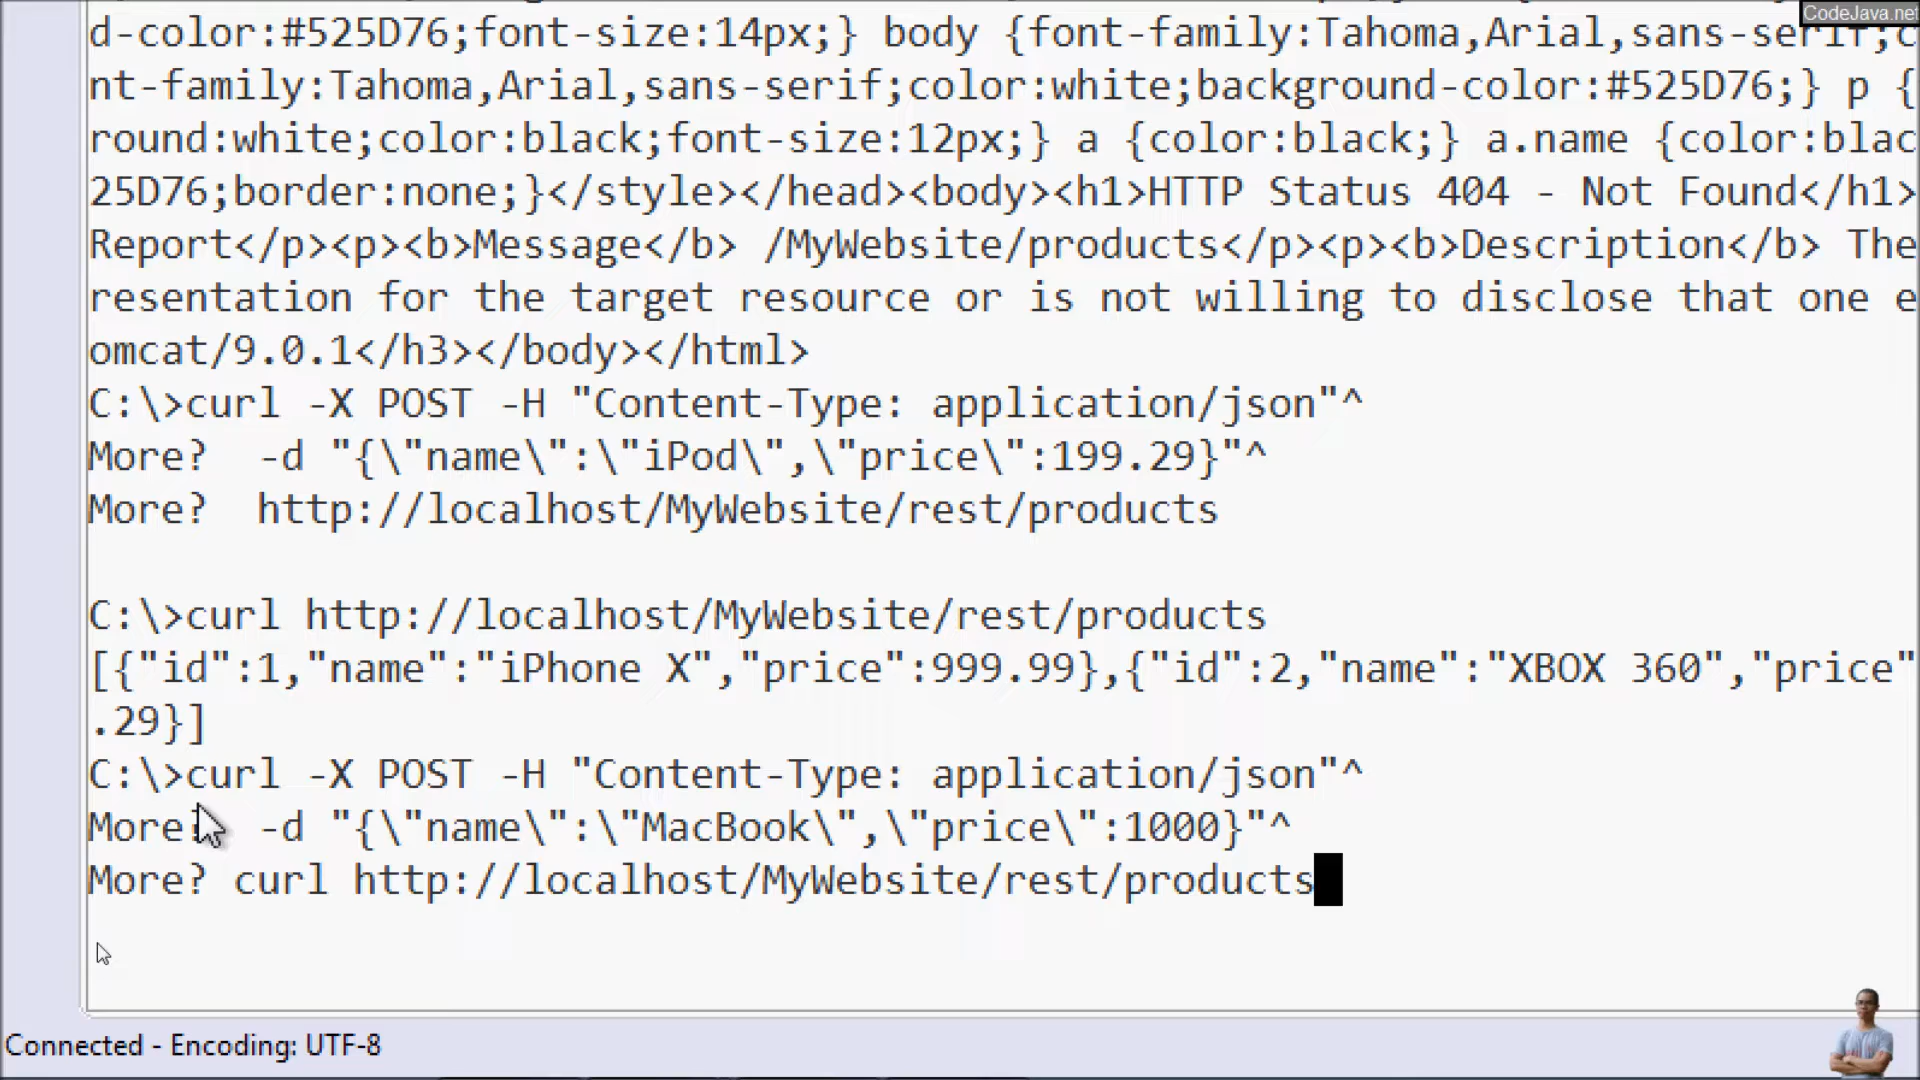 CodeJava.net
d-color:#525D76;font-size:14px;} body {font-family:Tahoma,Arial,sans-serif;c
nt-family:Tahoma,Arial,sans-serif;color:white;background-color:#525D76;} p {
round:white;color:black;font-size:12px;} a {color:black;} a.name {color:blac
25D76;border:none;}</style></head><body><h1>HTTP Status 404 - Not Found</h1>
Report</p><p><b>Message</b> /MyWebsite/products</p><p><b>Description</b> The
resentation for the target resource or is not willing to disclose that one e
omcat/9.0.1</h3></body></html>
C:\>curl -X POST -H "Content-Type: application/json"^
More?  -d "{\"name\":\"iPod\",\"price\":199.29}"^
More?  http://localhost/MyWebsite/rest/products
C:\>curl http://localhost/MyWebsite/rest/products
[{"id":1,"name":"iPhone X","price":999.99},{"id":2,"name":"XBOX 360","price"
.29}]
C:\>curl -X POST -H "Content-Type: application/json"^
More?  -d "{\"name\":\"MacBook\",\"price\":1000}"^
More? curl http://localhost/MyWebsite/rest/products
Connected - Encoding: UTF-8